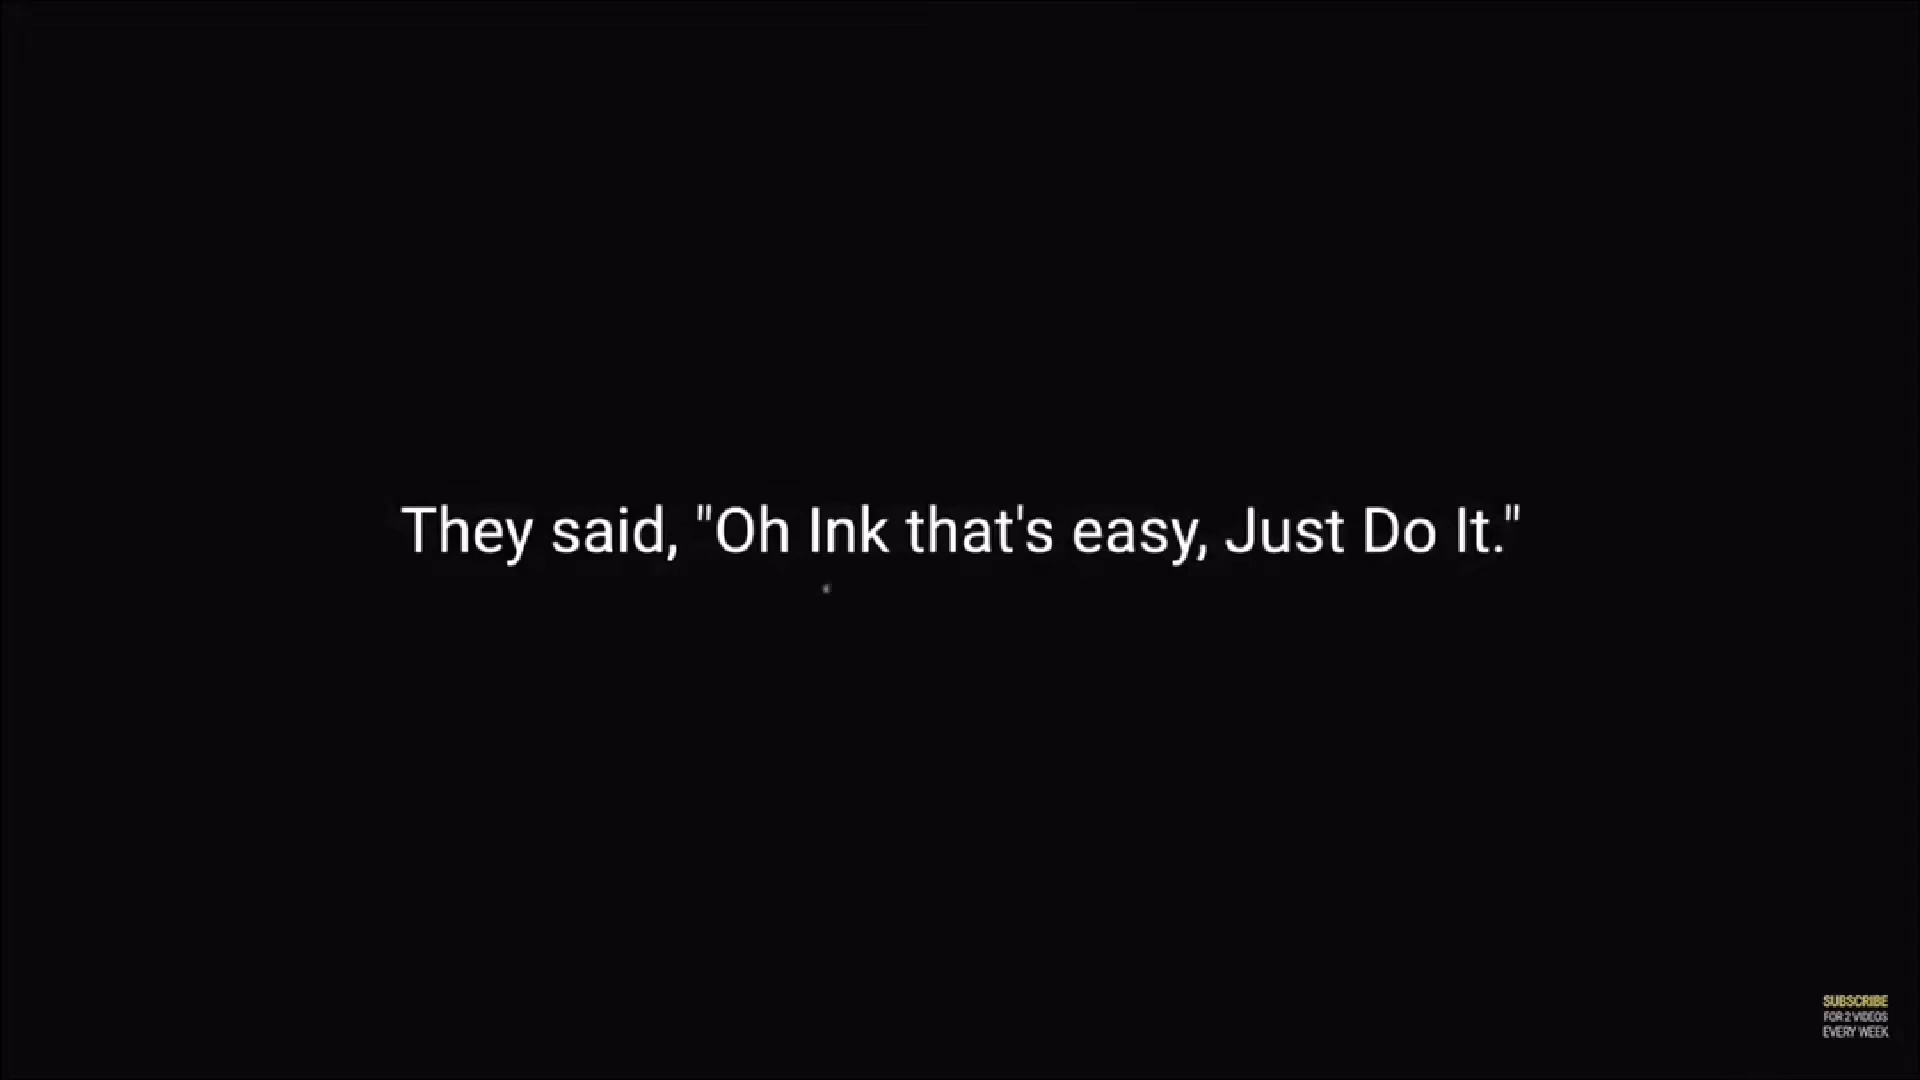 They said, "Oh Ink that's easy, Just Do It."
SUBSCRIBE
FOR 2 VIDEOS
EVERY WEEK